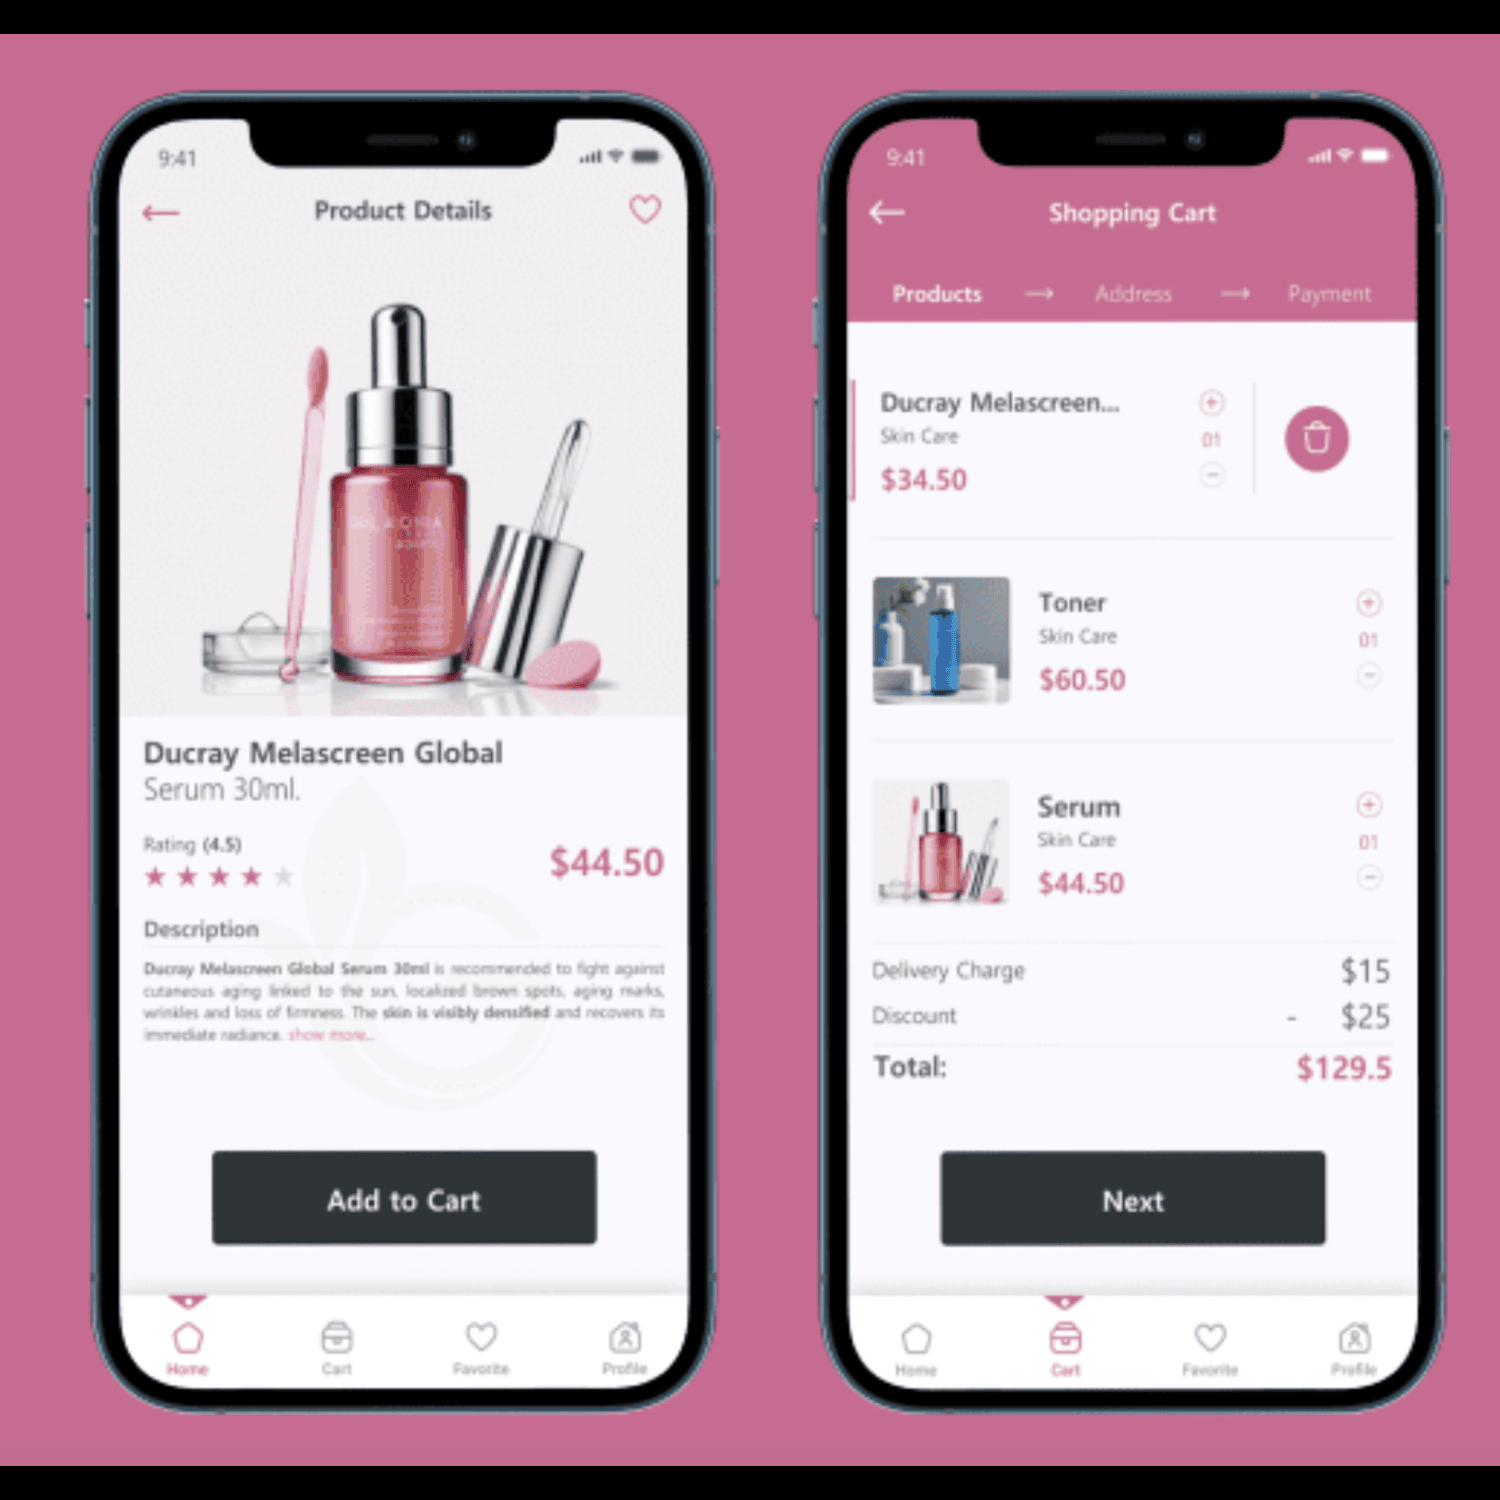 9:41
Product Details
Ducray Melascreen Global
Serum 30ml.
Rating (4.5)
$44.50
Description
Ducray Melascreen Global Serum 30ml is recommended to fight against
cutaneous aging linked to the sun, localized brown spots, aging marks,
wrinkles and loss of firmness. The skin is visibly densified and recovers its
immediate radiance. show more...
Add to Cart
Home
Cart
Favorite
Profile
9:41
Shopping Cart
Products → Address → Payment
Ducray Melascreen...
Skin Care
01
$34.50
Toner
Skin Care
01
$60.50
Serum
Skin Care
01
$44.50
Delivery Charge $15
Discount - $25
Total: $129.5
Next
Home
Cart
Favorite
Profile